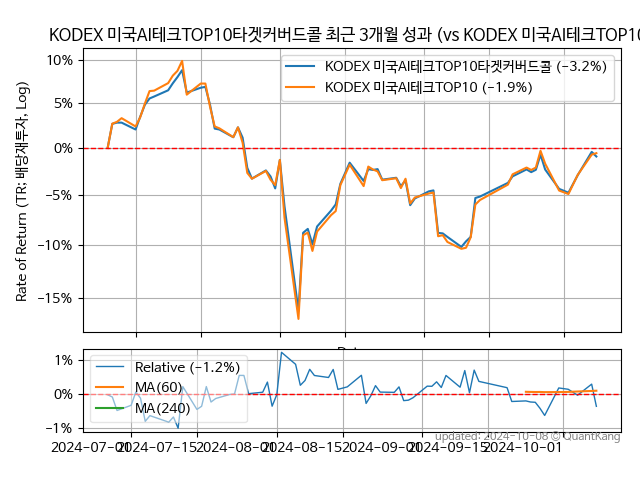 KODEX 미국AI테크TOP10타겟커버드콜 최근 3개월 성과 (vs KODEX 미국AI테크TOP10
Rate of Return (TR: 배당재투자, Log)
10%
5%
0%
−5%
−10%
−15%
KODEX 미국AI테크TOP10타겟커버드콜 (−3.2%)
KODEX 미국AI테크TOP10 (−1.9%)
1%
0%
−1%
Relative (−1.2%)
MA(60)
MA(240)
2024-07-01
2024-07-15
2024-08-01
2024-08-15
2024-09-01
2024-09-15
2024-10-01
updated: 2024-10-08 © QuantKang